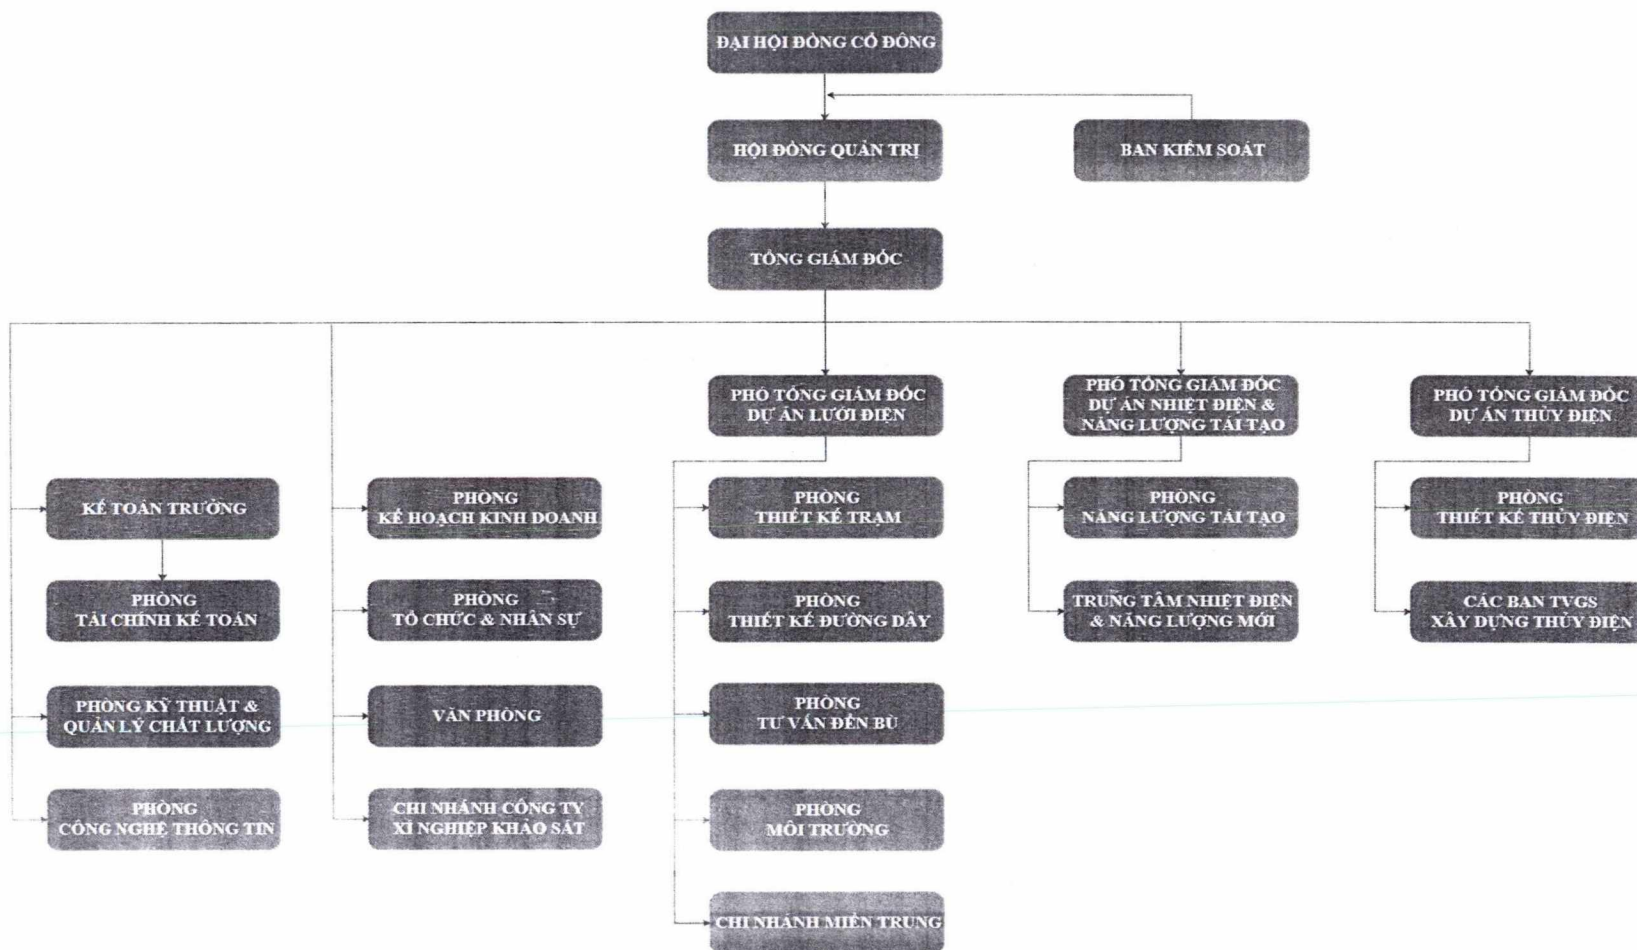 ĐẠI HỘI ĐỒNG CỔ ĐÔNG
HỘI ĐỒNG QUẢN TRỊ
BAN KIỂM SOÁT
TỔNG GIÁM ĐỐC
PHÓ TỔNG GIÁM ĐỐC
DỰ ÁN LƯỚI ĐIỆN
PHÓ TỔNG GIÁM ĐỐC
DỰ ÁN NHIỆT ĐIỆN &
NĂNG LƯỢNG TÁI TẠO
PHÓ TỔNG GIÁM ĐỐC
DỰ ÁN THỦY ĐIỆN
KẾ TOÁN TRƯỞNG
PHÒNG
KẾ HOẠCH KINH DOANH
PHÒNG
THIẾT KẾ TRẠM
PHÒNG
NĂNG LƯỢNG TÁI TẠO
PHÒNG
THIẾT KẾ THỦY ĐIỆN
PHÒNG
TÀI CHÍNH KẾ TOÁN
PHÒNG
TỔ CHỨC & NHÂN SỰ
PHÒNG
THIẾT KẾ ĐƯỜNG DÂY
TRUNG TÂM NHIỆT ĐIỆN
& NĂNG LƯỢNG MỚI
CÁC BAN TVGS
XÂY DỰNG THỦY ĐIỆN
PHÒNG KỸ THUẬT &
QUẢN LÝ CHẤT LƯỢNG
VĂN PHÒNG
PHÒNG
TƯ VẤN ĐỀN BÙ
PHÒNG
CÔNG NGHỆ THÔNG TIN
CHI NHÁNH CÔNG TY
XÍ NGHIỆP KHẢO SÁT
PHÒNG
MÔI TRƯỜNG
CHI NHÁNH MIỀN TRUNG